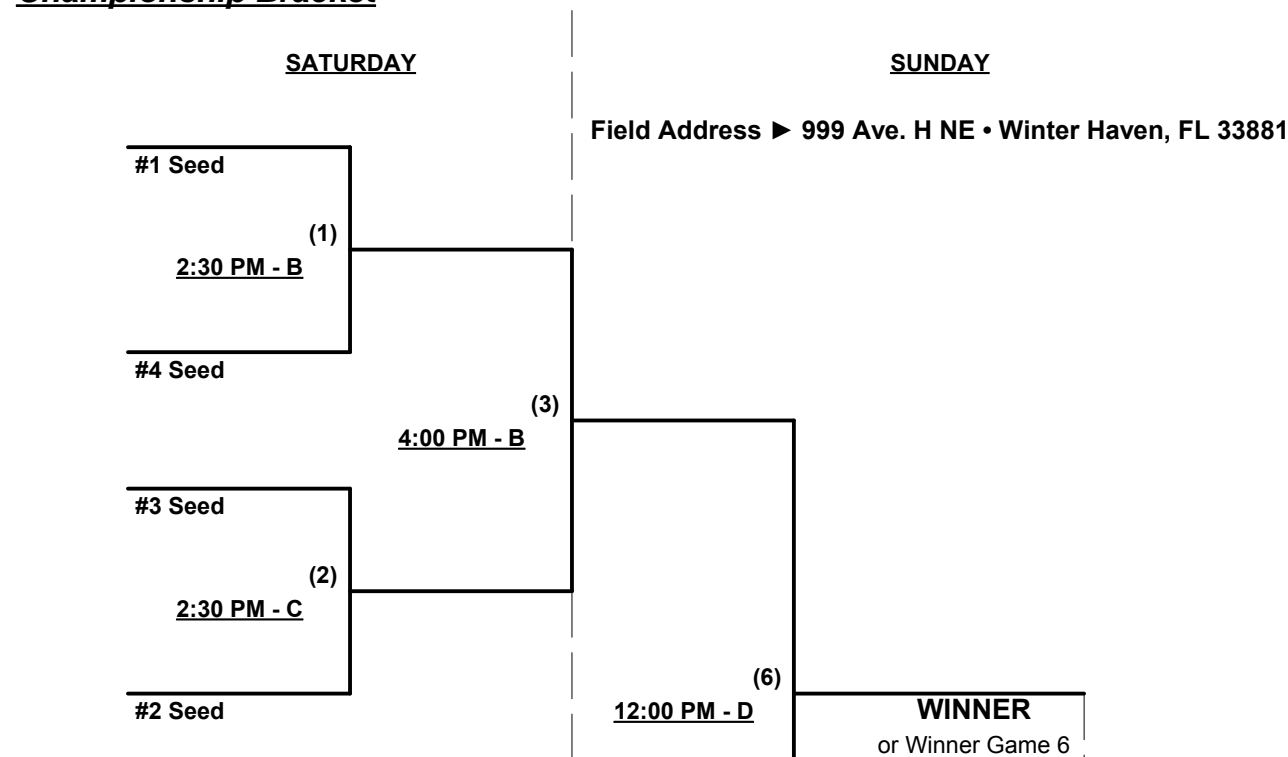 Championship Bracket
SATURDAY
SUNDAY
Field Address ► 999 Ave. H NE • Winter Haven, FL 33881
#1 Seed
(1)
2:30 PM - B
#4 Seed
(3)
4:00 PM - B
#3 Seed
(2)
2:30 PM - C
#2 Seed
(6)
12:00 PM - D
WINNER
or Winner Game 6